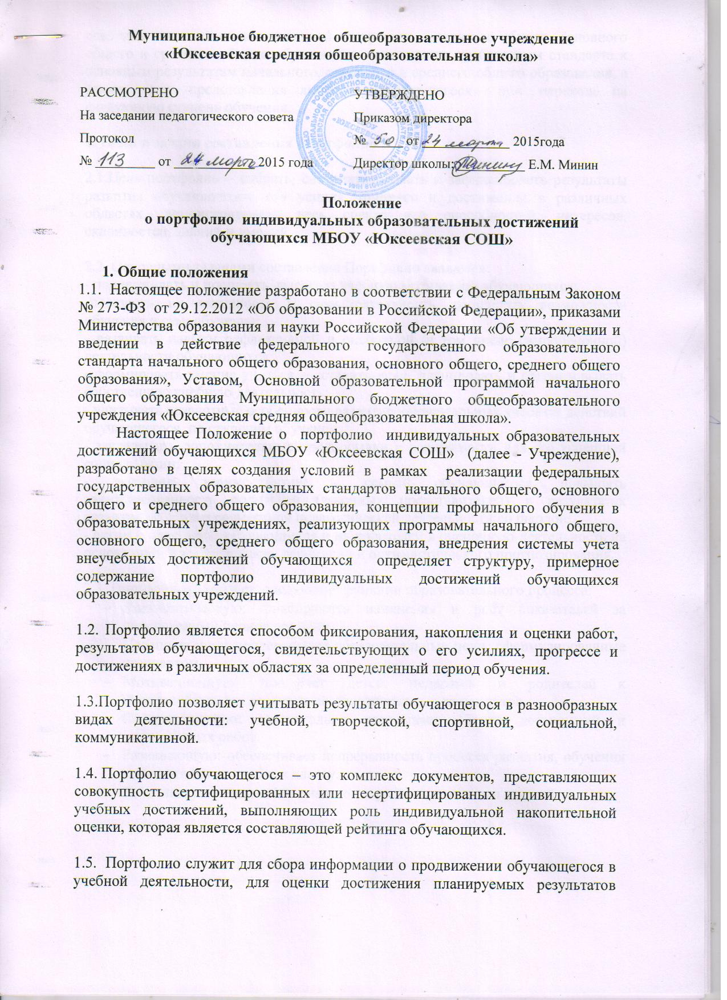 Муниципальное бюджетное общеобразовательное учреждение
«Юксеевская средняя общеобразовательная школа»
РАССМОТРЕНО
На заседании педагогического совета
Протокол
№ 113 от 24 марта 2015 года
УТВЕРЖДЕНО
Приказом директора
№ 50 от 24 марта 2015года
Директор школы: Е.М. Минин
Положение
о портфолио индивидуальных образовательных достижений
обучающихся МБОУ «Юксеевская СОШ»
1. Общие положения
1.1. Настоящее положение разработано в соответствии с Федеральным Законом
№ 273-ФЗ от 29.12.2012 «Об образовании в Российской Федерации», приказами
Министерства образования и науки Российской Федерации «Об утверждении и
введении в действие федерального государственного образовательного
стандарта начального общего образования, основного общего, среднего общего
образования», Уставом, Основной образовательной программой начального
общего образования Муниципального бюджетного общеобразовательного
учреждения «Юксеевская средняя общеобразовательная школа».
Настоящее Положение о портфолио индивидуальных образовательных
достижений обучающихся МБОУ «Юксеевская СОШ» (далее - Учреждение),
разработано в целях создания условий в рамках реализации федеральных
государственных образовательных стандартов начального общего, основного
общего и среднего общего образования, концепции профильного обучения в
образовательных учреждениях, реализующих программы начального общего,
основного общего, среднего общего образования, внедрения системы учета
внеучебных достижений обучающихся определяет структуру, примерное
содержание портфолио индивидуальных достижений обучающихся
образовательных учреждений.
1.2. Портфолио является способом фиксирования, накопления и оценки работ,
результатов обучающегося, свидетельствующих о его усилиях, прогрессе и
достижениях в различных областях за определенный период обучения.
1.3.Портфолио позволяет учитывать результаты обучающегося в разнообразных
видах деятельности: учебной, творческой, спортивной, социальной,
коммуникативной.
1.4. Портфолио обучающегося – это комплекс документов, представляющих
совокупность сертифицированных или несертифицированых индивидуальных
учебных достижений, выполняющих роль индивидуальной накопительной
оценки, которая является составляющей рейтинга обучающихся.
1.5. Портфолио служит для сбора информации о продвижении обучающегося в
учебной деятельности, для оценки достижения планируемых результатов